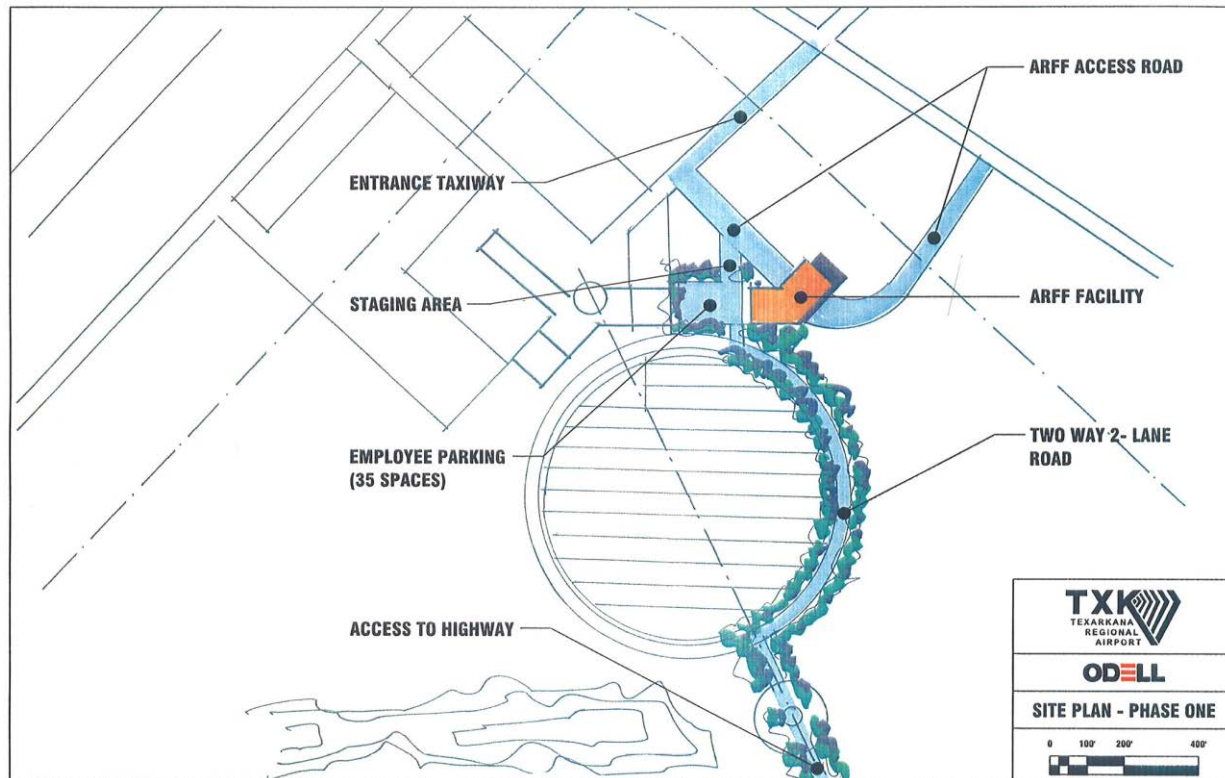 ARFF ACCESS ROAD
ENTRANCE TAXIWAY
STAGING AREA
ARFF FACILITY
EMPLOYEE PARKING
(35 SPACES)
TWO WAY 2- LANE
ROAD
ACCESS TO HIGHWAY
TXK
TEXARKANA
REGIONAL
AIRPORT
ODELL
SITE PLAN - PHASE ONE
0 100' 200' 400'